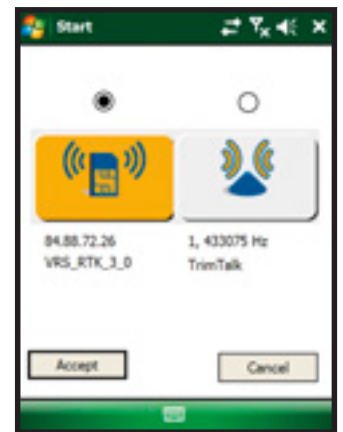 Start
84.88.72.26
VRS_RTK_3_0
1, 433075 Hz
TrimTalk
Accept
Cancel